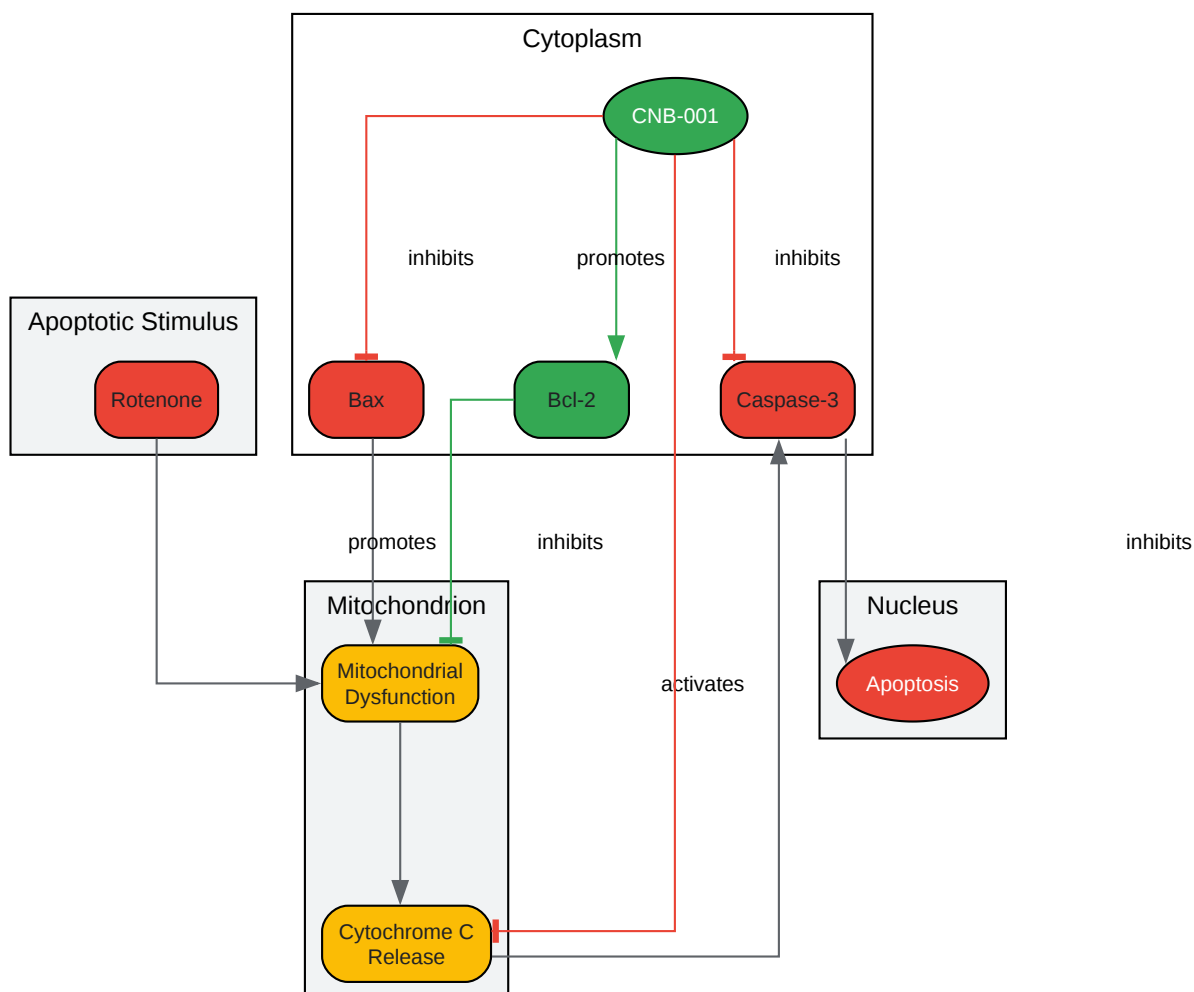 Cytoplasm
CNB-001
inhibits
promotes
inhibits
Apoptotic Stimulus
Rotenone
Bax
Bcl-2
Caspase-3
promotes
inhibits
inhibits
Mitochondrion
Nucleus
Mitochondrial
Dysfunction
activates
Apoptosis
Cytochrome C
Release